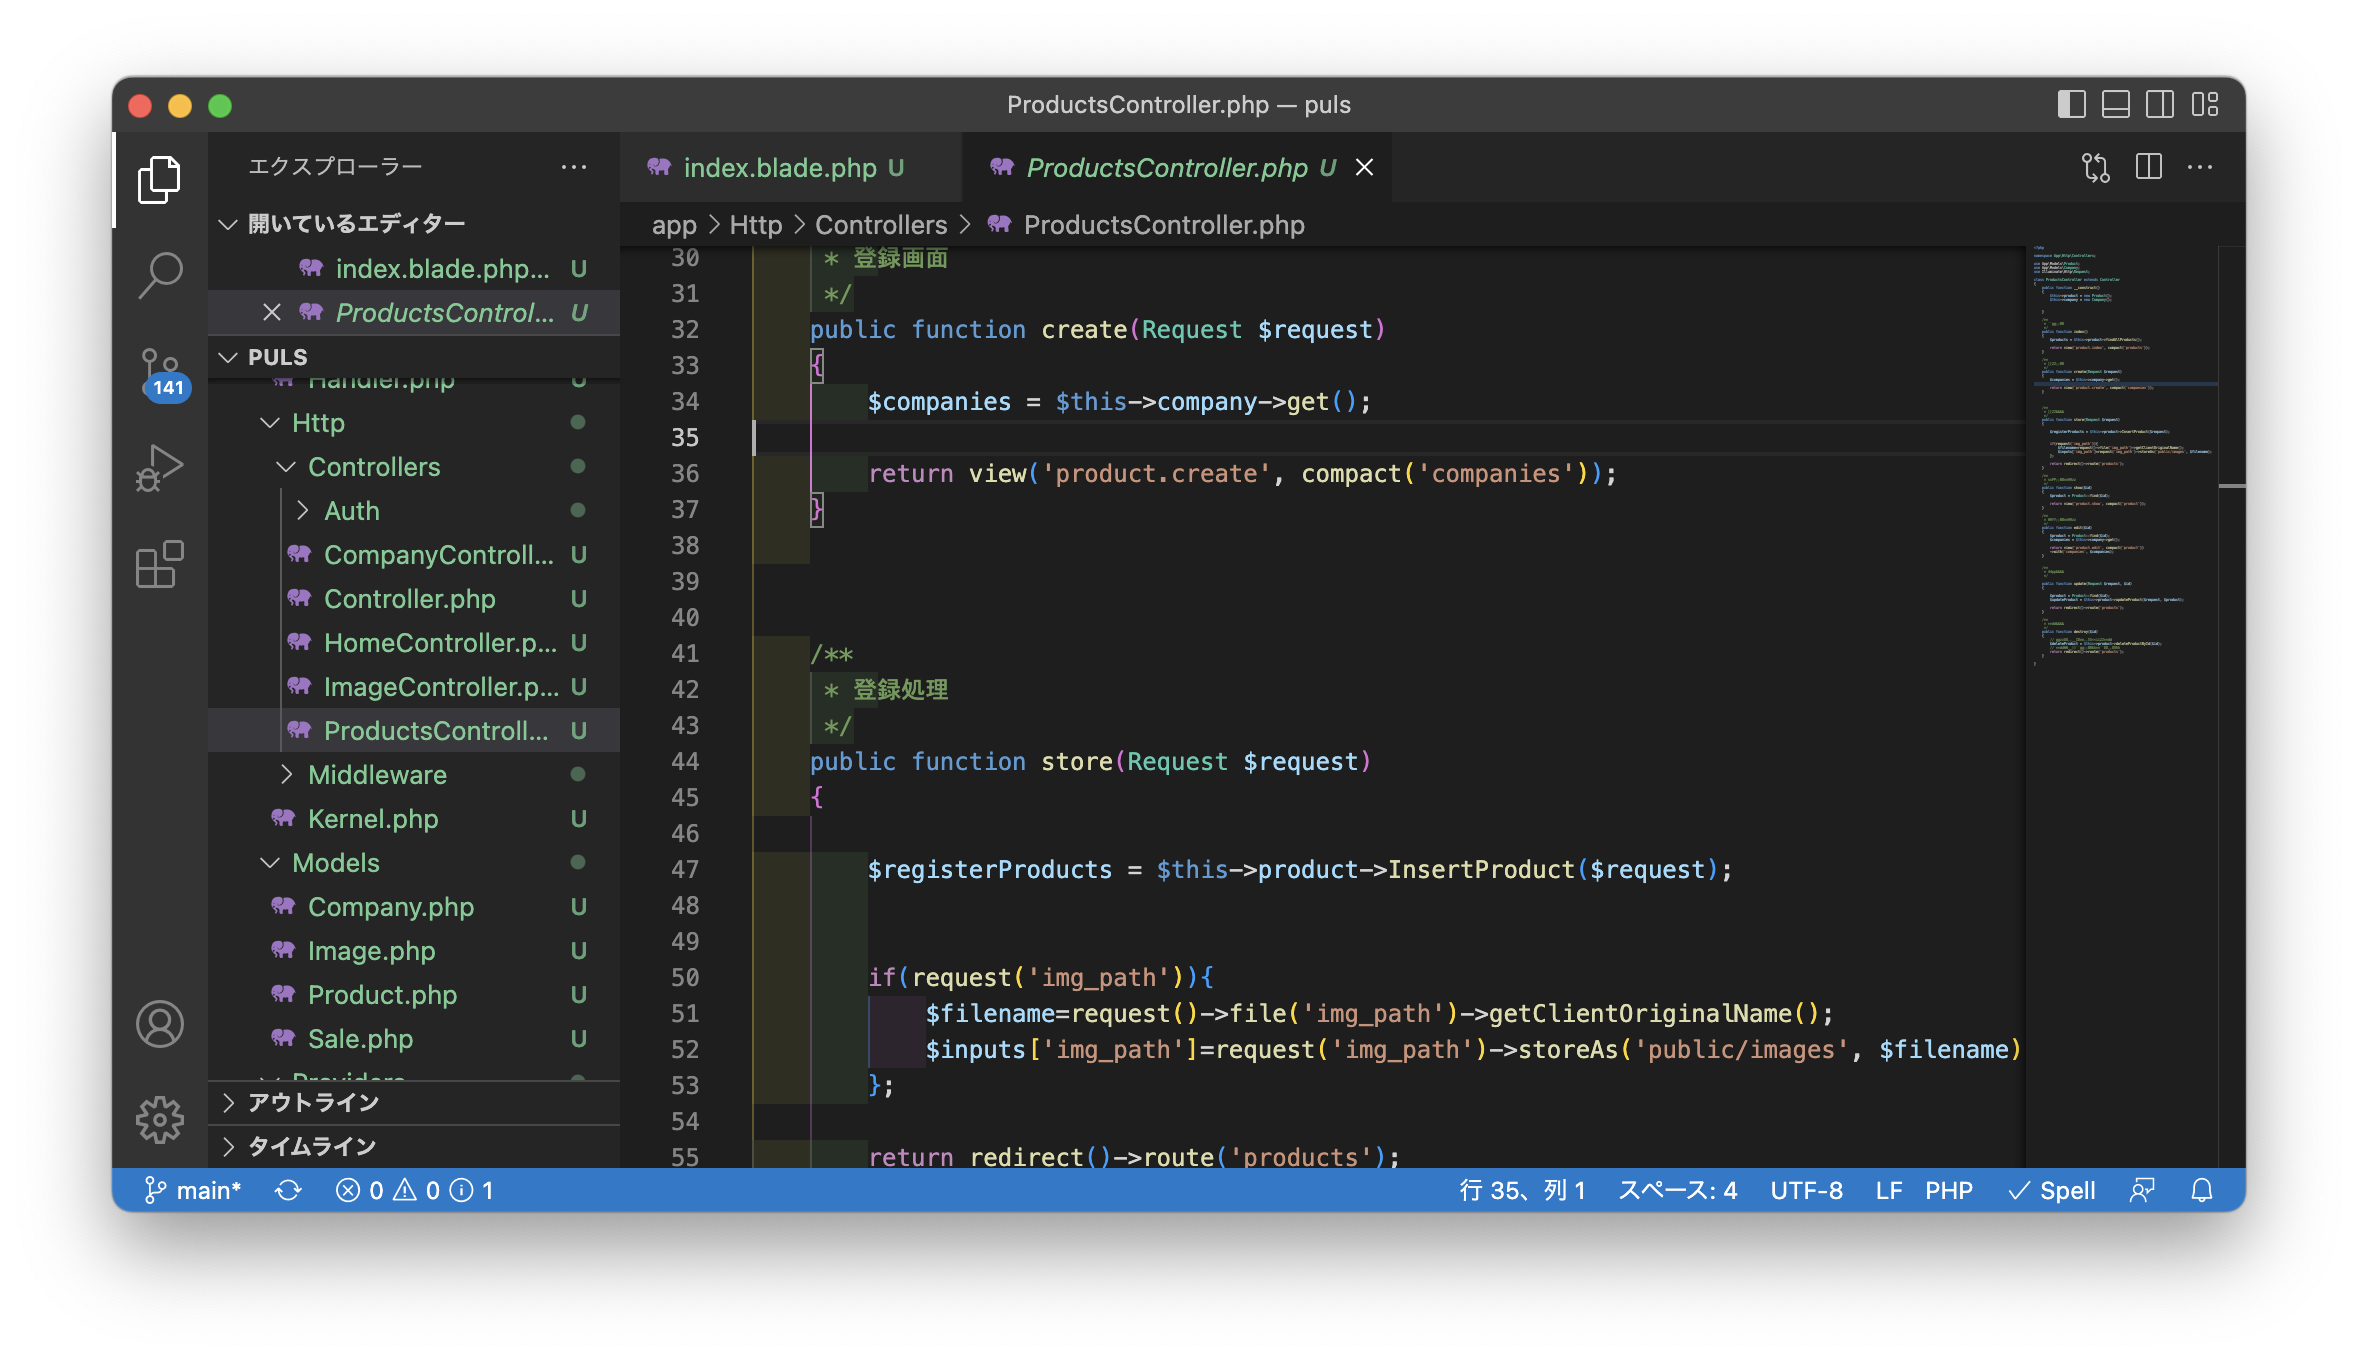 ProductsController.php — puls
エクスプローラー
index.blade.php U
ProductsController.php U
app > Http > Controllers > ProductsController.php
開いているエディター
index.blade.php... U
ProductsControl... U
PULS
Handler.php U
Http
Controllers
Auth
CompanyControll... U
Controller.php U
HomeController.p... U
ImageController.p... U
ProductsControll... U
Middleware
Kernel.php U
Models
Company.php U
Image.php U
Product.php U
Sale.php U
Providers
アウトライン
タイムライン
141
30 * 登録画面
31 */
32 public function create(Request $request)
33 {
34 $companies = $this->company->get();
35
36 return view('product.create', compact('companies'));
37 }
38
39
40
41 /**
42 * 登録処理
43 */
44 public function store(Request $request)
45 {
46
47 $registerProducts = $this->product->InsertProduct($request);
48
49
50 if(request('img_path')){
51 $filename=request()->file('img_path')->getClientOriginalName();
52 $inputs['img_path']=request('img_path')->storeAs('public/images', $filename)
53 };
54
55 return redirect()->route('products');
main* 0 0 1 行 35、列 1 スペース: 4 UTF-8 LF PHP Spell